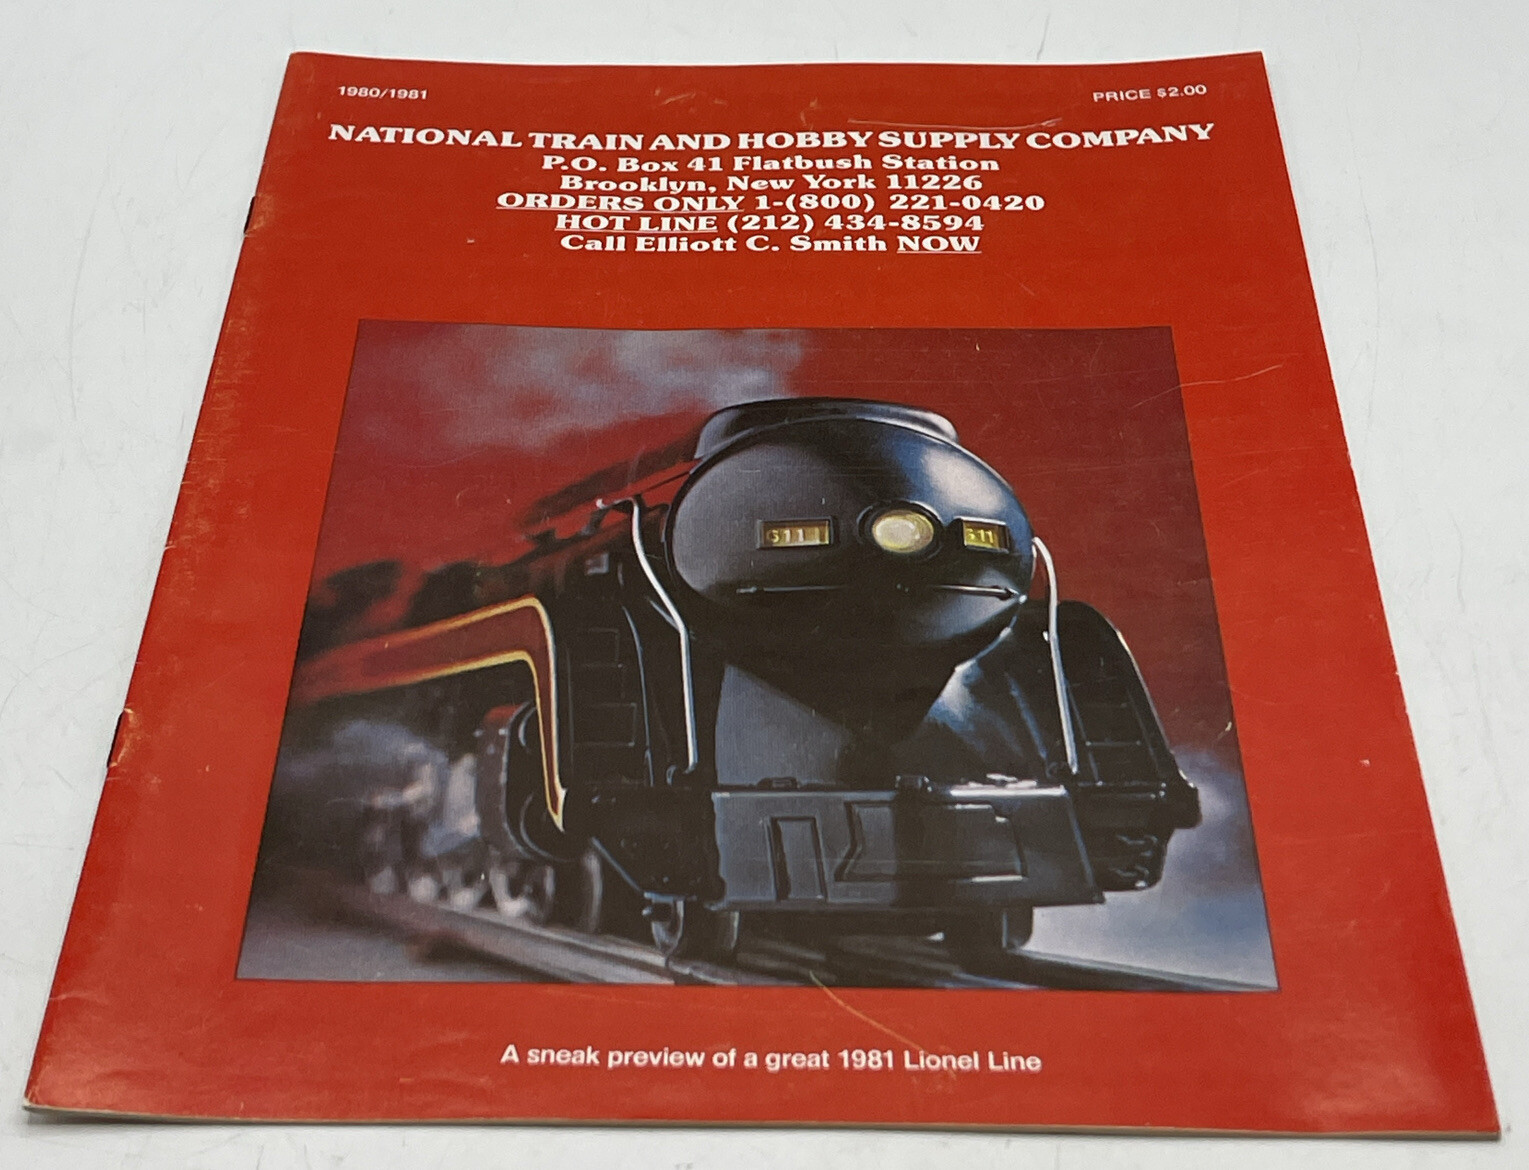 1980/1981
PRICE $2.00
NATIONAL TRAIN AND HOBBY SUPPLY COMPANY
P.O. Box 41 Flatbush Station
Brooklyn, New York 11226
ORDERS ONLY 1-(800) 221-0420
HOT LINE (212) 434-8594
Call Elliott C. Smith NOW
611
611
A sneak preview of a great 1981 Lionel Line